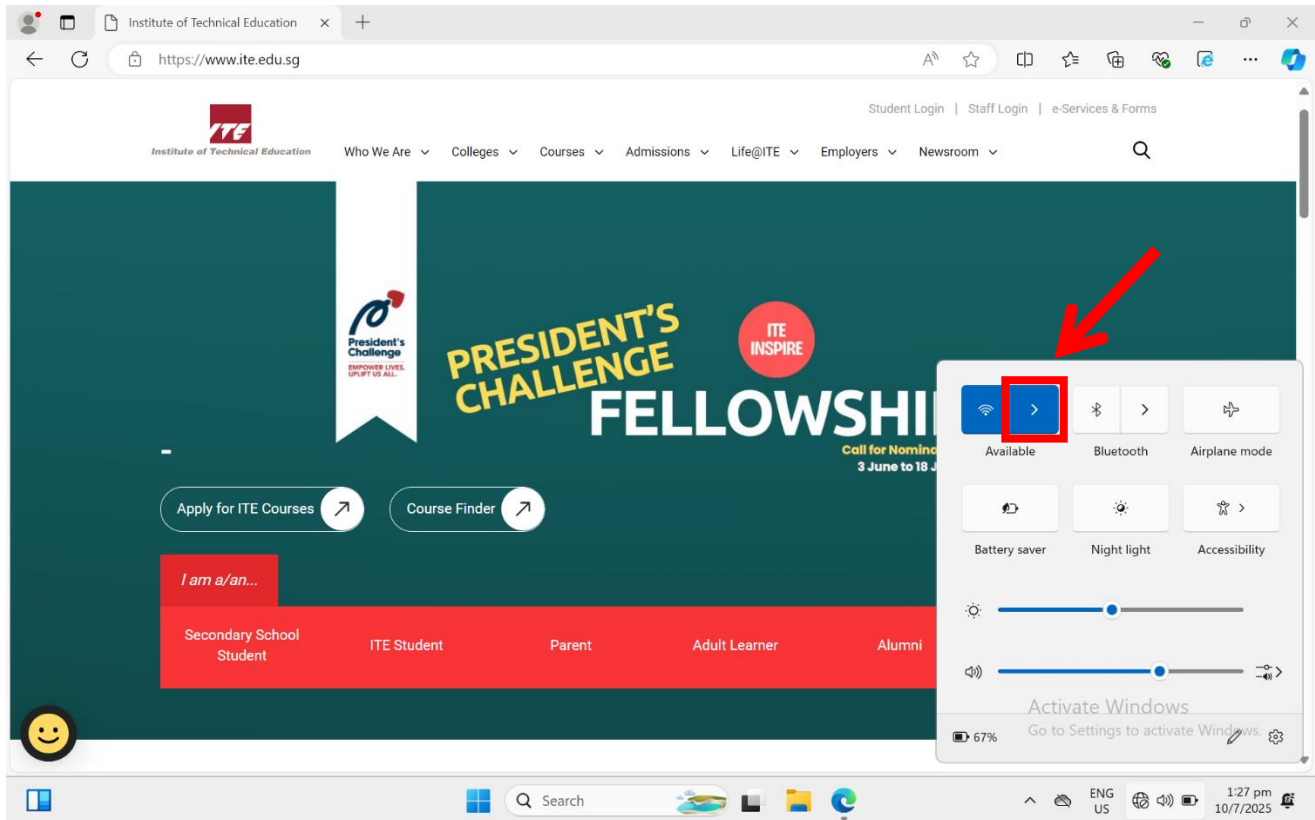 Institute of Technical Education
https://www.ite.edu.sg
Student Login | Staff Login | e-Services & Forms
ITE
Institute of Technical Education
Who We Are
Colleges
Courses
Admissions
Life@ITE
Employers
Newsroom
President's
Challenge
EMPOWER LIVES.
UPLIFT US ALL.
PRESIDENT'S
CHALLENGE
ITE
INSPIRE
FELLOWSHI
Call for Nomin
3 June to 18 J
Apply for ITE Courses
Course Finder
I am a/an...
Secondary School
Student
ITE Student
Parent
Adult Learner
Alumni
Available
Bluetooth
Airplane mode
Battery saver
Night light
Accessibility
Activate Windows
Go to Settings to activate Windows.
67%
Search
ENG
US
1:27 pm
10/7/2025